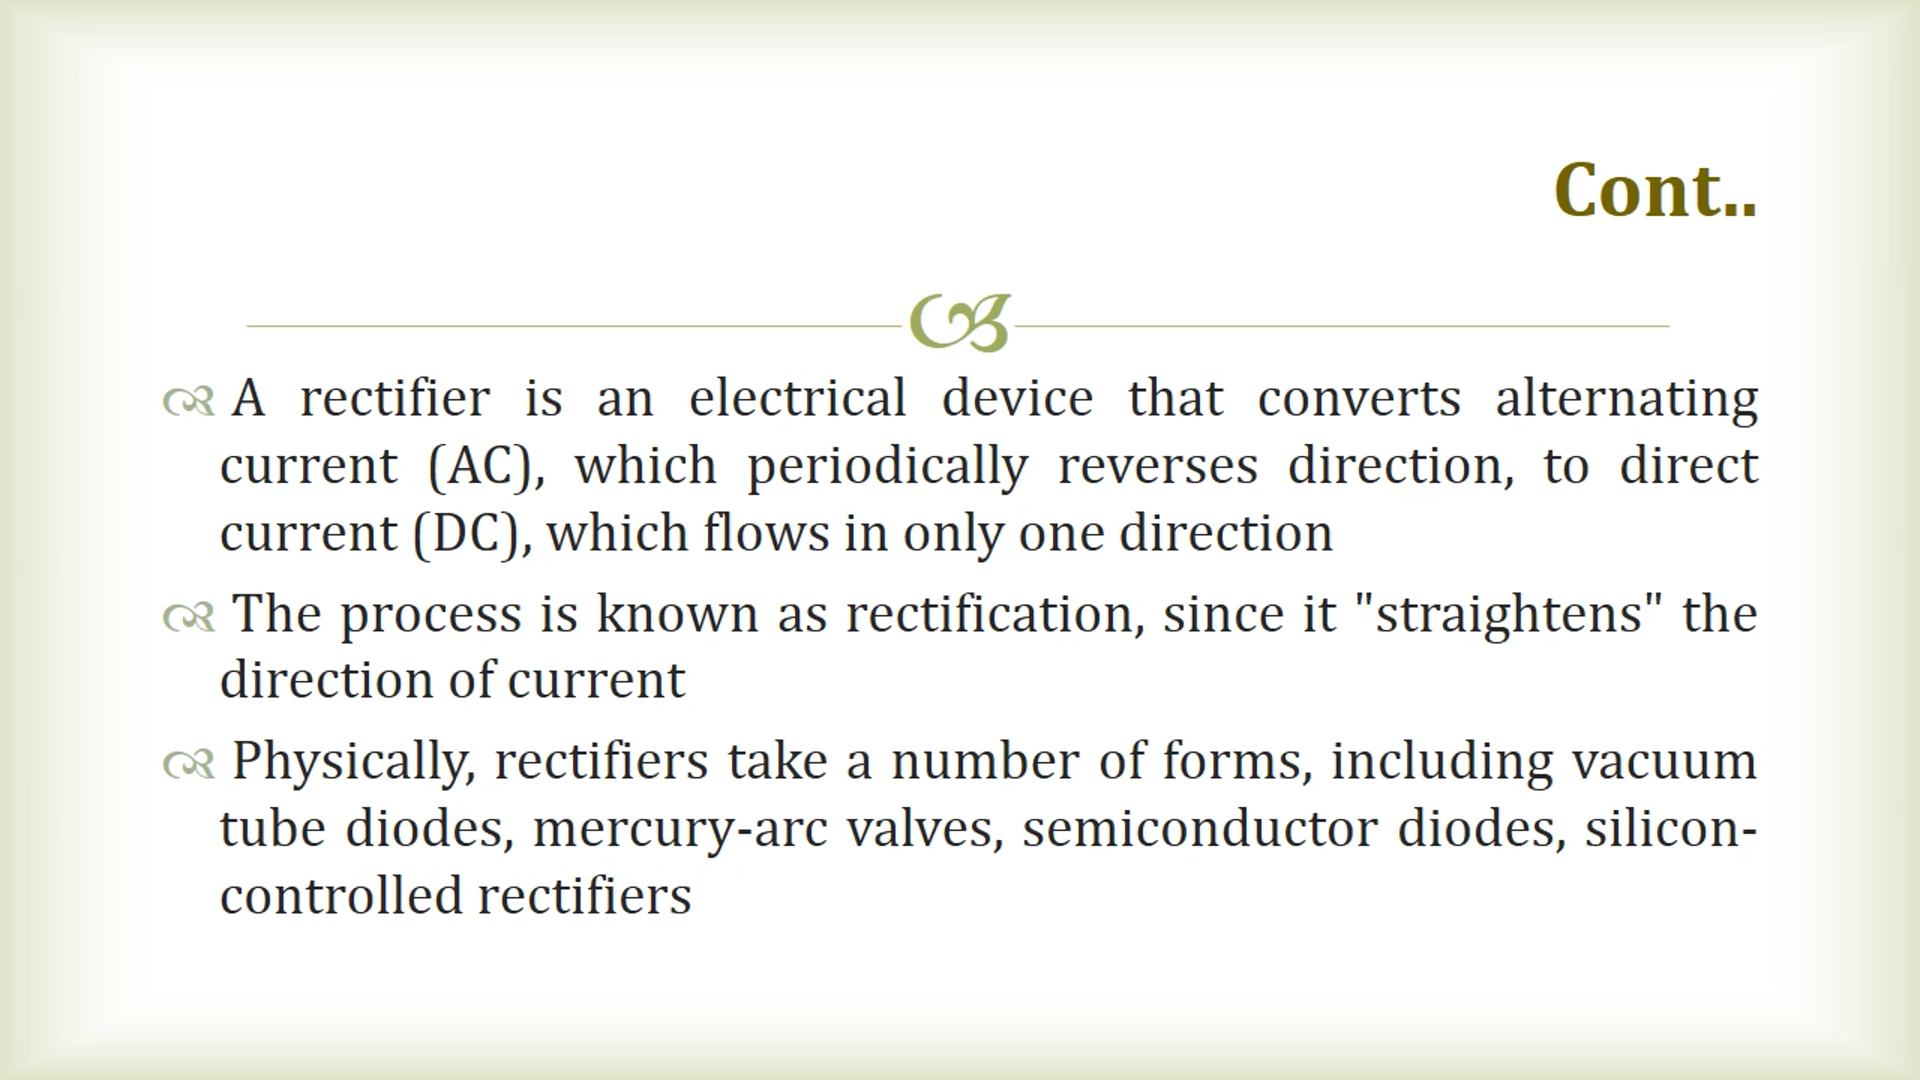 Cont..
A rectifier is an electrical device that converts alternating
current (AC), which periodically reverses direction, to direct
current (DC), which flows in only one direction
The process is known as rectification, since it "straightens" the
direction of current
Physically, rectifiers take a number of forms, including vacuum
tube diodes, mercury-arc valves, semiconductor diodes, silicon-
controlled rectifiers